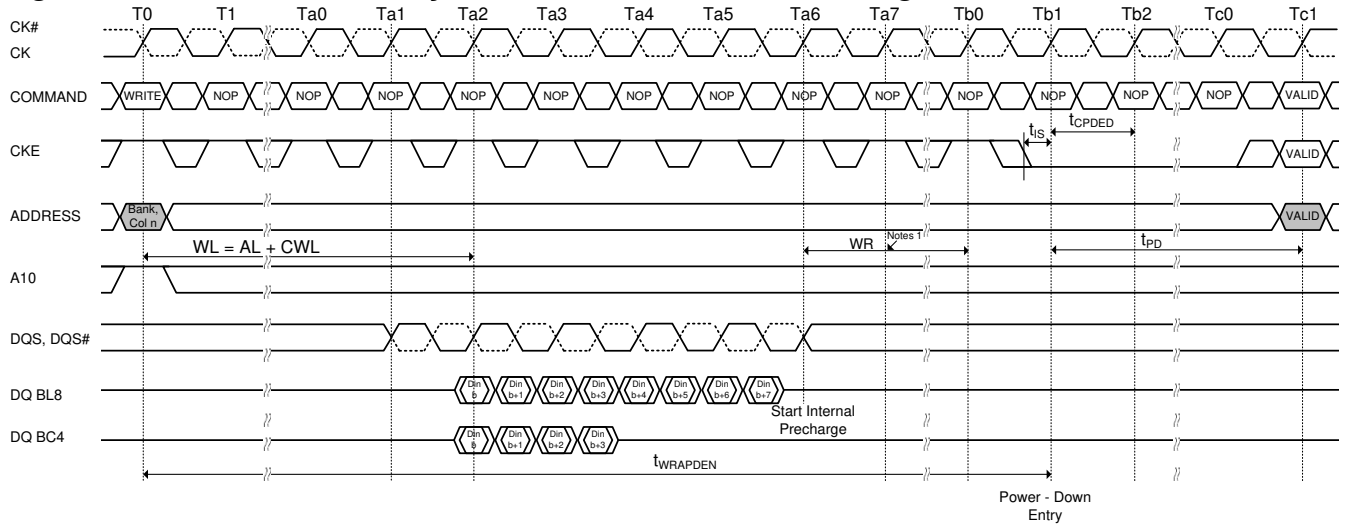 T0 T1 Ta0 Ta1 Ta2 Ta3 Ta4 Ta5 Ta6 Ta7 Tb0 Tb1 Tb2 Tc0 Tc1
CK#
CK
COMMAND WRITE NOP NOP NOP NOP NOP NOP NOP NOP NOP NOP NOP NOP NOP VALID
tIS tCPDED
CKE VALID
ADDRESS Bank, Col n VALID
WL = AL + CWL WR Notes 1 tPD
A10
DQS, DQS#
DQ BL8 Din b Din b+1 Din b+2 Din b+3 Din b+4 Din b+5 Din b+6 Din b+7
Start Internal
Precharge
DQ BC4 Din b Din b+1 Din b+2 Din b+3
tWRAPDEN
Power - Down
Entry